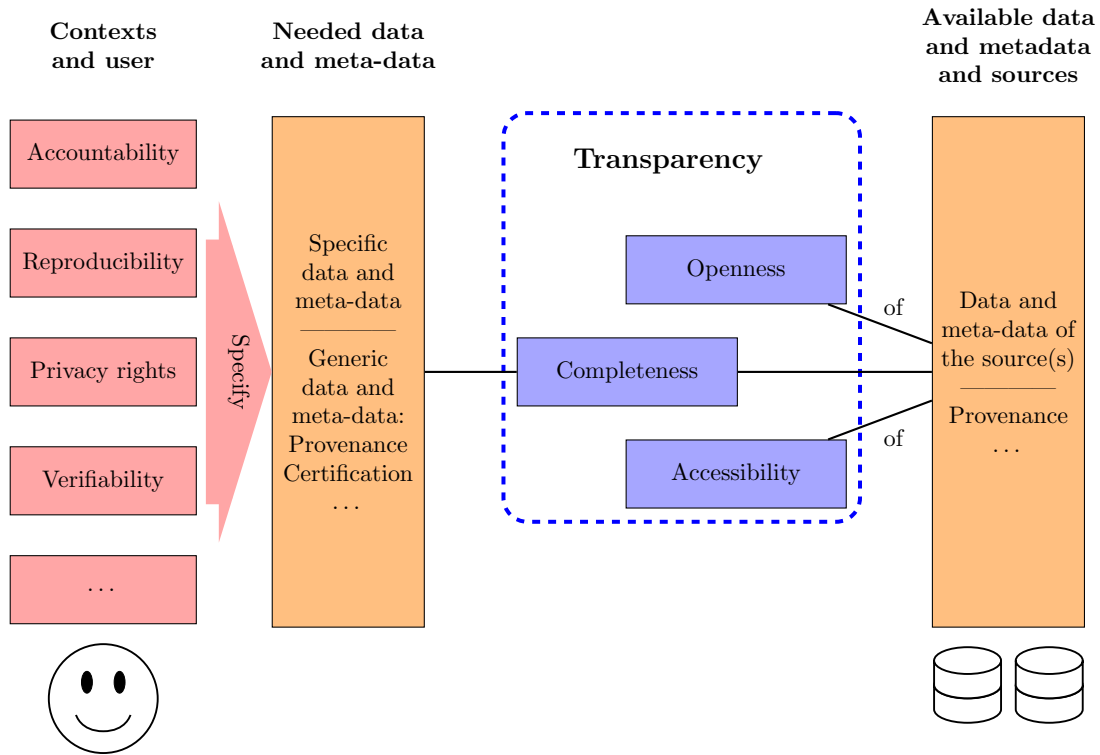 Contexts
and user
Needed data
and meta-data
Available data
and metadata
and sources
Accountability
Reproducibility
Privacy rights
Verifiability
...
Specify
Specific
data and
meta-data
Generic
data and
meta-data:
Provenance
Certification
...
Transparency
Openness
Completeness
Accessibility
of
of
Data and
meta-data of
the source(s)
Provenance
...